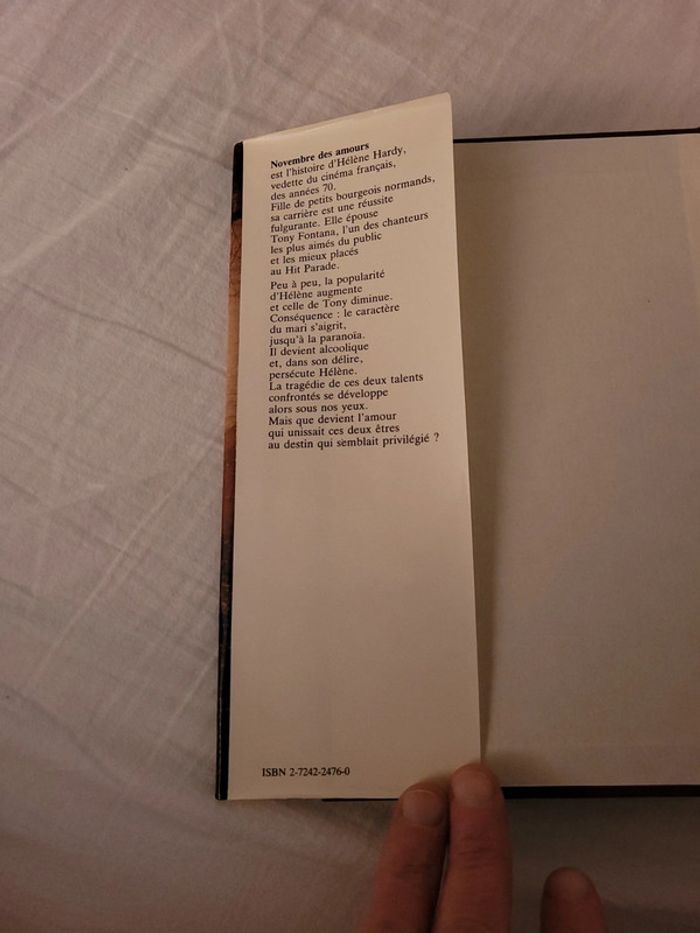 Novembre des amours
est l'histoire d'Hélène Hardy,
vedette du cinéma français,
des années 70.
Fille de petits bourgeois normands,
sa carrière est une réussite
fulgurante. Elle épouse
Tony Fontana, l'un des chanteurs
les plus aimés du public
et les mieux placés
au Hit Parade.
Peu à peu, la popularité
d'Hélène augmente
et celle de Tony diminue.
Conséquence : le caractère
du mari s'aigrit,
jusqu'à la paranoïa.
Il devient alcoolique
et, dans son délire,
persécute Hélène.
La tragédie de ces deux talents
confrontés se développe
alors sous nos yeux.
Mais que devient l'amour
qui unissait ces deux êtres
au destin qui semblait privilégié ?
ISBN 2-7242-2476-0